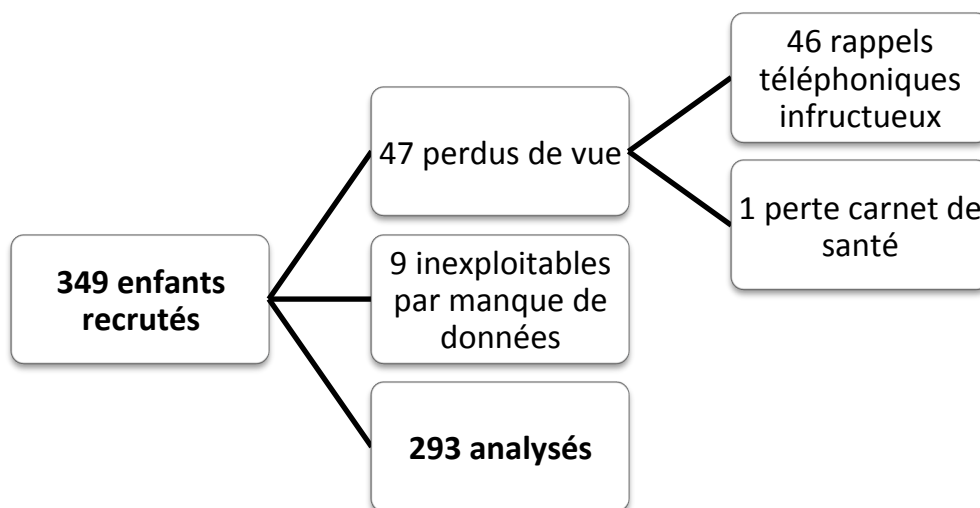 46 rappels
téléphoniques
infructueux
47 perdus de vue
1 perte carnet de
santé
349 enfants
recrutés
9 inexploitables
par manque de
données
293 analysés